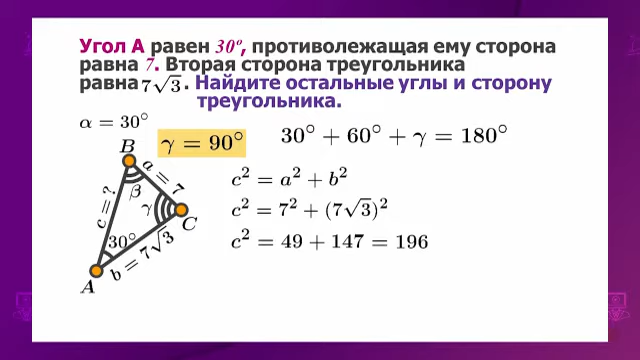 Угол А равен 30º, противолежащая ему сторона
равна 7. Вторая сторона треугольника
равна 7√3. Найдите остальные углы и сторону
треугольника.
α = 30°
γ = 90°
30° + 60° + γ = 180°
B
a = 7
β
c = ?
γ
C
30°
b = 7√3
A
c² = a² + b²
c² = 7² + (7√3)²
c² = 49 + 147 = 196